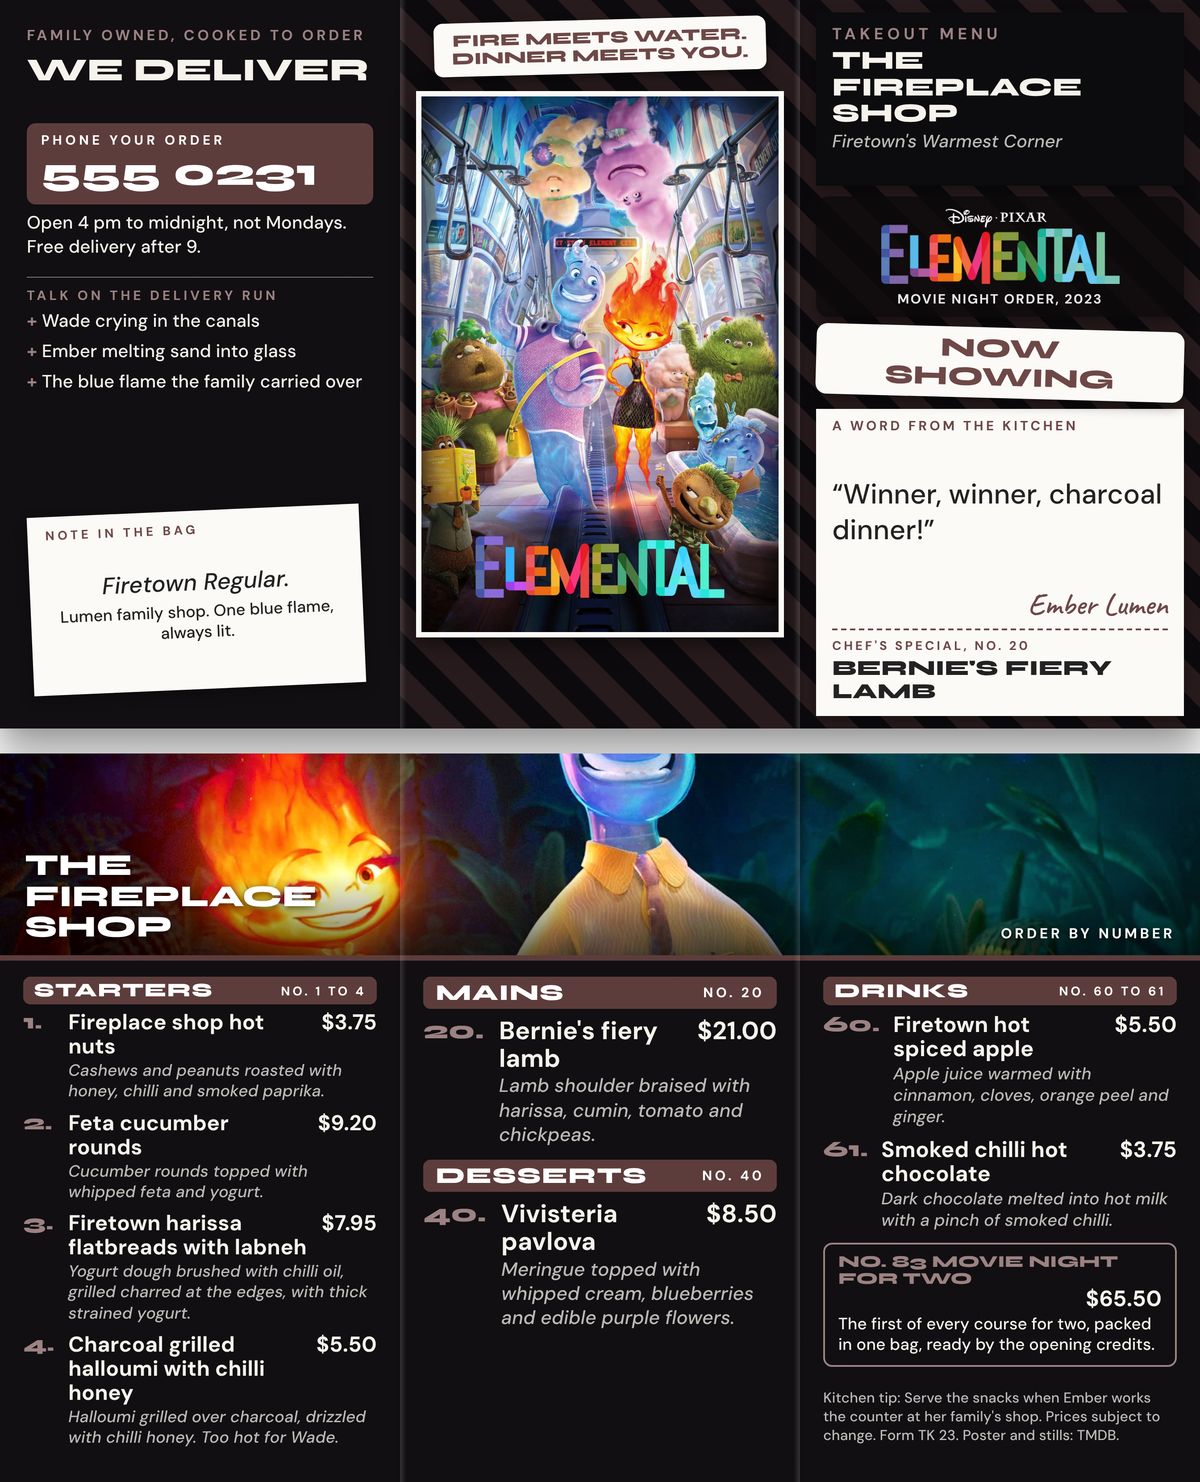 FAMILY OWNED, COOKED TO ORDER
WE DELIVER
PHONE YOUR ORDER
555 0231
Open 4 pm to midnight, not Mondays.
Free delivery after 9.
TALK ON THE DELIVERY RUN
+ Wade crying in the canals
+ Ember melting sand into glass
+ The blue flame the family carried over
NOTE IN THE BAG
Firetown Regular.
Lumen family shop. One blue flame,
always lit.
FIRE MEETS WATER.
DINNER MEETS YOU.
ELEMENTAL
TAKEOUT MENU
THE
FIREPLACE
SHOP
Firetown's Warmest Corner
Disney · PIXAR
ELEMENTAL
MOVIE NIGHT ORDER, 2023
NOW
SHOWING
A WORD FROM THE KITCHEN
“Winner, winner, charcoal
dinner!”
Ember Lumen
CHEF'S SPECIAL, NO. 20
BERNIE'S FIERY
LAMB
THE
FIREPLACE
SHOP
ORDER BY NUMBER
STARTERS NO. 1 TO 4
1. Fireplace shop hot $3.75
nuts
Cashews and peanuts roasted with
honey, chilli and smoked paprika.
2. Feta cucumber $9.20
rounds
Cucumber rounds topped with
whipped feta and yogurt.
3. Firetown harissa $7.95
flatbreads with labneh
Yogurt dough brushed with chilli oil,
grilled charred at the edges, with thick
strained yogurt.
4. Charcoal grilled $5.50
halloumi with chilli
honey
Halloumi grilled over charcoal, drizzled
with chilli honey. Too hot for Wade.
MAINS NO. 20
20. Bernie's fiery $21.00
lamb
Lamb shoulder braised with
harissa, cumin, tomato and
chickpeas.
DESSERTS NO. 40
40. Vivisteria $8.50
pavlova
Meringue topped with
whipped cream, blueberries
and edible purple flowers.
DRINKS NO. 60 TO 61
60. Firetown hot $5.50
spiced apple
Apple juice warmed with
cinnamon, cloves, orange peel and
ginger.
61. Smoked chilli hot $3.75
chocolate
Dark chocolate melted into hot milk
with a pinch of smoked chilli.
NO. 83 MOVIE NIGHT
FOR TWO
$65.50
The first of every course for two, packed
in one bag, ready by the opening credits.
Kitchen tip: Serve the snacks when Ember works
the counter at her family's shop. Prices subject to
change. Form TK 23. Poster and stills: TMDB.